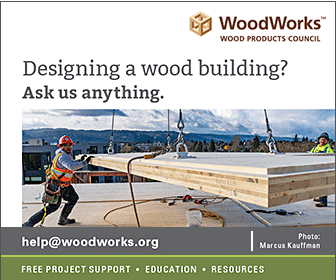 WoodWorks™
WOOD PRODUCTS COUNCIL
Designing a wood building?
Ask us anything.
help@woodworks.org
Photo:
Marcus Kauffman
FREE PROJECT SUPPORT • EDUCATION • RESOURCES